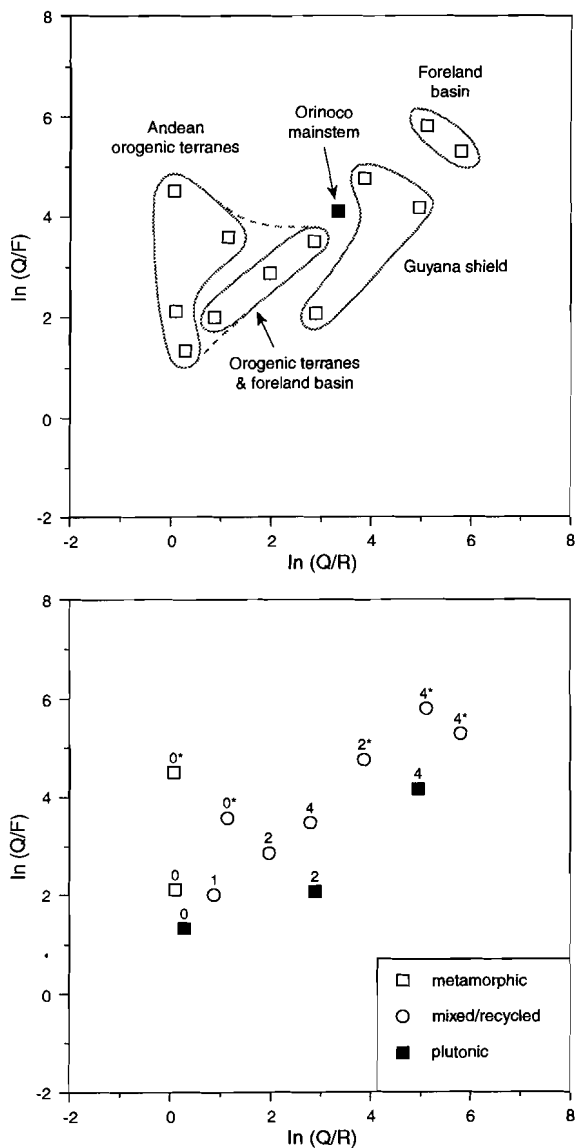 8
6
4
2
0
-2
ln (Q/F)
Foreland
basin
Orinoco
mainstem
Andean
orogenic terranes
Guyana shield
Orogenic terranes
& foreland basin
-2
0
2
4
6
8
ln (Q/R)
8
6
4
2
0
-2
ln (Q/F)
4*
4*
2*
4
0*
0*
4
2
0
1
2
0
metamorphic
mixed/recycled
plutonic
-2
0
2
4
6
8
ln (Q/R)